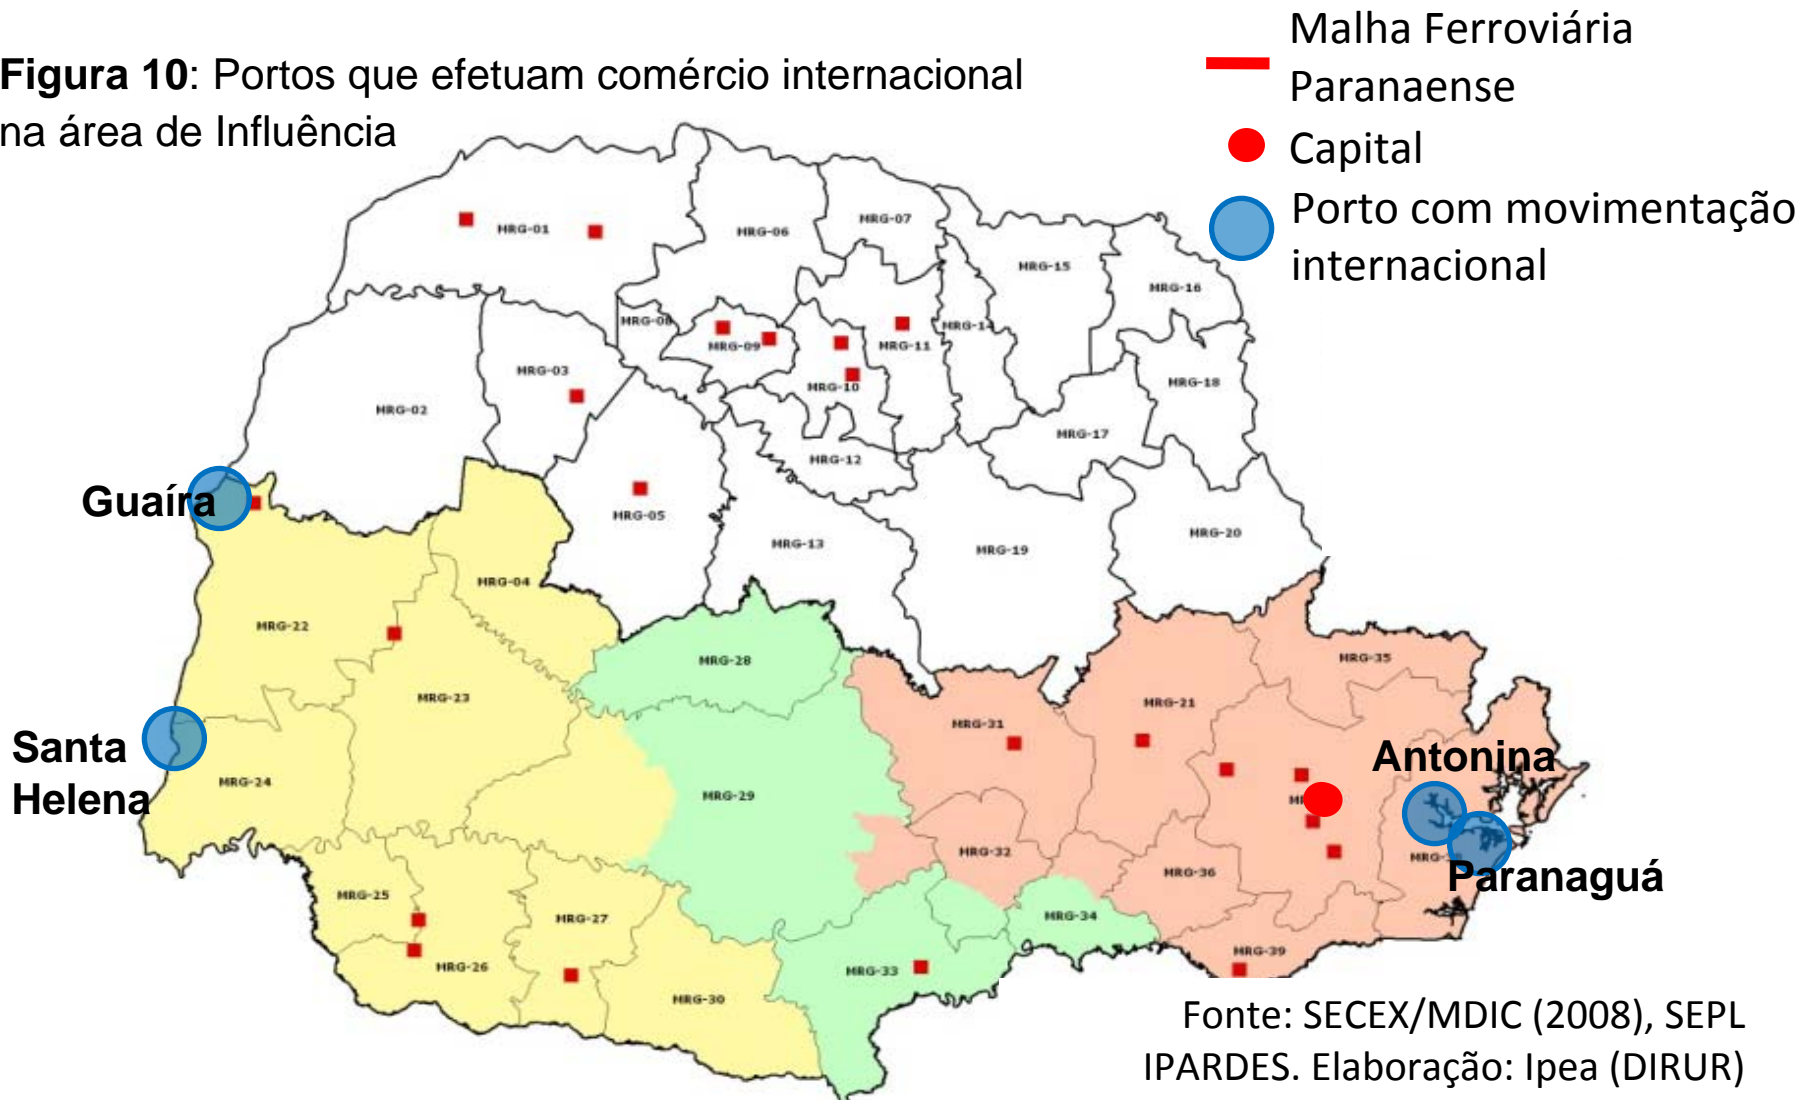 Figura 10: Portos que efetuam comércio internacional
na área de Influência
Malha Ferroviária
Paranaense
Capital
Porto com movimentação
internacional
MRG-01
MRG-06
MRG-07
MRG-15
MRG-16
MRG-08
MRG-09
MRG-11
MRG-14
MRG-03
MRG-10
MRG-18
MRG-02
MRG-17
MRG-12
Guaíra
MRG-05
MRG-13
MRG-19
MRG-20
MRG-04
MRG-22
MRG-28
MRG-35
MRG-23
MRG-21
MRG-31
Santa
Helena
Antonina
MRG-24
MRG-29
MRG-32
MRG-36
Paranaguá
MRG-25
MRG-27
MRG-34
MRG-26
MRG-33
MRG-39
MRG-30
Fonte: SECEX/MDIC (2008), SEPL
IPARDES. Elaboração: Ipea (DIRUR)